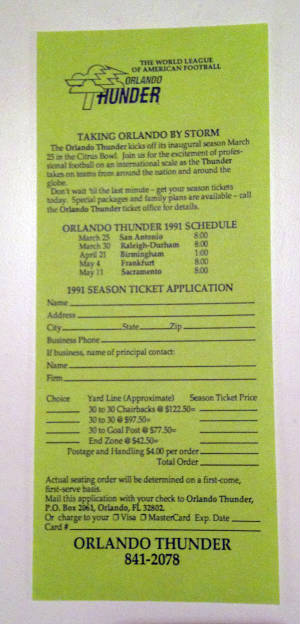 THE WORLD LEAGUE
OF AMERICAN FOOTBALL
ORLANDO
THUNDER
TAKING ORLANDO BY STORM
The Orlando Thunder kicks off its inaugural season March
25 in the Citrus Bowl. Join us for the excitement of profes-
sional football on an international scale as the Thunder
takes on teams from around the nation and around the
globe.
Don't wait 'til the last minute - get your season tickets
today. Special packages and family plans are available - call
the Orlando Thunder ticket office for details.
ORLANDO THUNDER 1991 SCHEDULE
March 25 San Antonio 8:00
March 30 Raleigh-Durham 8:00
April 21 Birmingham 1:00
May 4 Frankfurt 8:00
May 11 Sacramento 8:00
1991 SEASON TICKET APPLICATION
Name
Address
City State Zip
Business Phone
If business, name of principal contact:
Name
Firm
Choice Yard Line (Approximate) Season Ticket Price
30 to 30 Chairbacks @ $122.50=
30 to 30 @ $97.50=
30 to Goal Post @ $77.50=
End Zone @ $42.50=
Postage and Handling $4.00 per order
Total Order
Actual seating order will be determined on a first-come,
first-serve basis.
Mail this application with your check to Orlando Thunder,
P.O. Box 2061, Orlando, FL 32802.
Or charge to your ❒ Visa ❒ MasterCard Exp. Date
Card #
ORLANDO THUNDER
841-2078